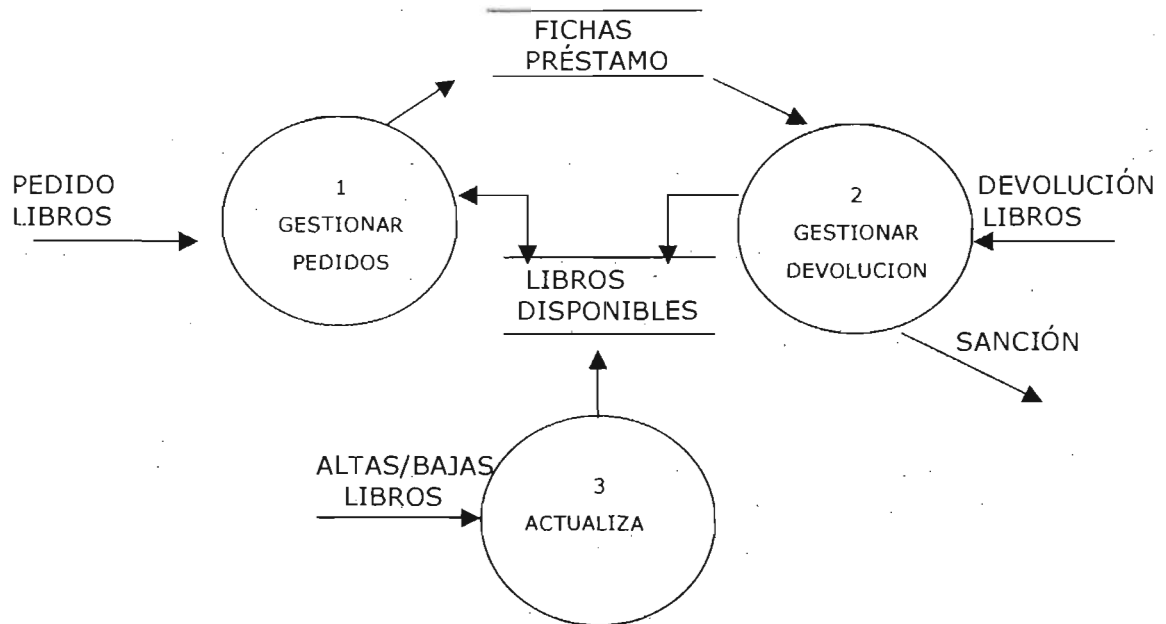 FICHAS
PRÉSTAMO
PEDIDO
LIBROS
1
GESTIONAR
PEDIDOS
2
GESTIONAR
DEVOLUCION
DEVOLUCIÓN
LIBROS
LIBROS
DISPONIBLES
SANCIÓN
ALTAS/BAJAS
LIBROS
3
ACTUALIZA